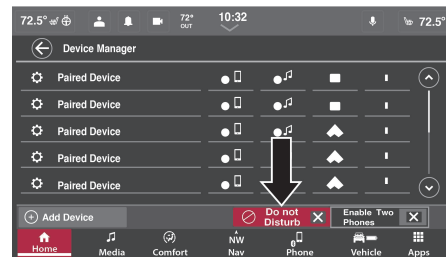 72.5° 72° OUT 10:32 72.5°
Device Manager
Paired Device
Paired Device
Paired Device
Paired Device
Paired Device
Add Device Do not Disturb Enable Two Phones
Home Media Comfort NW Nav 0 Phone Vehicle Apps